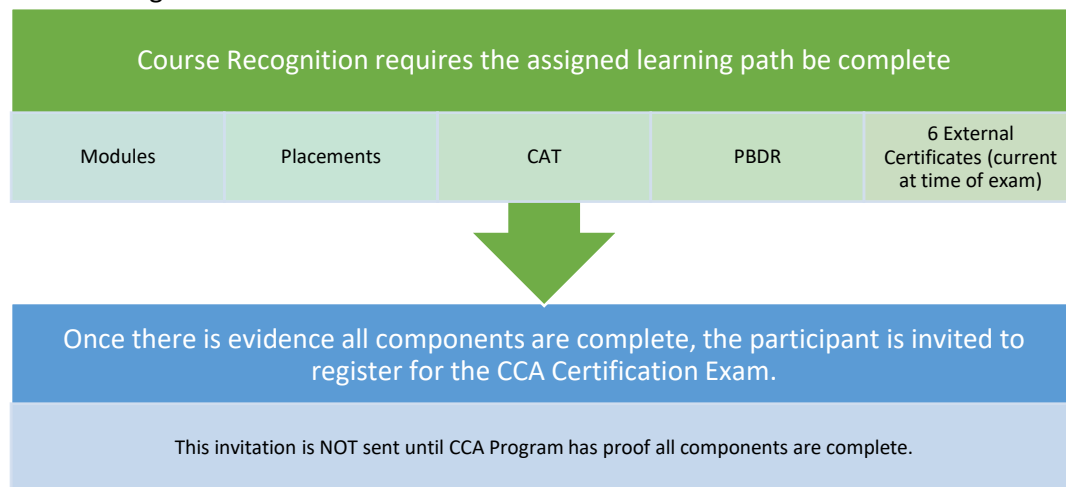 Course Recognition requires the assigned learning path be complete
Modules
Placements
CAT
PBDR
6 External
Certificates (current
at time of exam)
Once there is evidence all components are complete, the participant is invited to
register for the CCA Certification Exam.
This invitation is NOT sent until CCA Program has proof all components are complete.